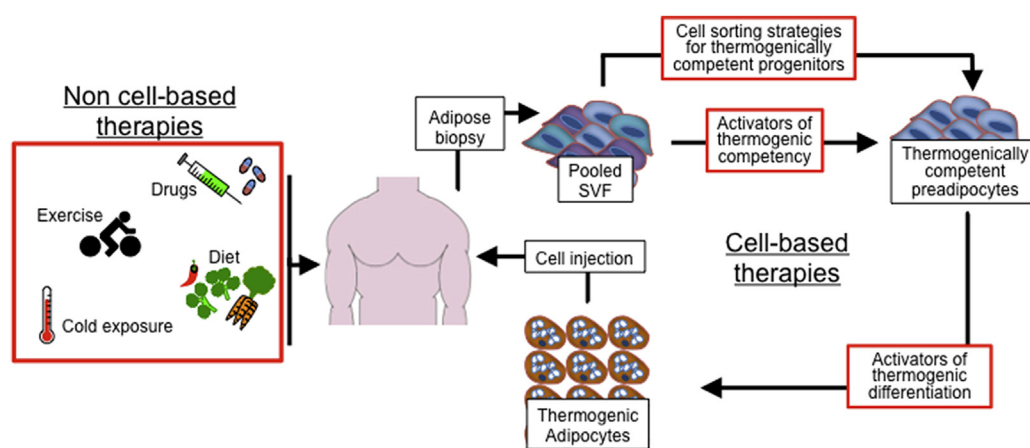 Non cell-based
therapies
Drugs
Exercise
Diet
Cold exposure
Adipose
biopsy
Pooled
SVF
Cell sorting strategies
for thermogenically
competent progenitors
Activators of
thermogenic
competency
Thermogenically
competent
preadipocytes
Cell-based
therapies
Cell injection
Thermogenic
Adipocytes
Activators of
thermogenic
differentiation